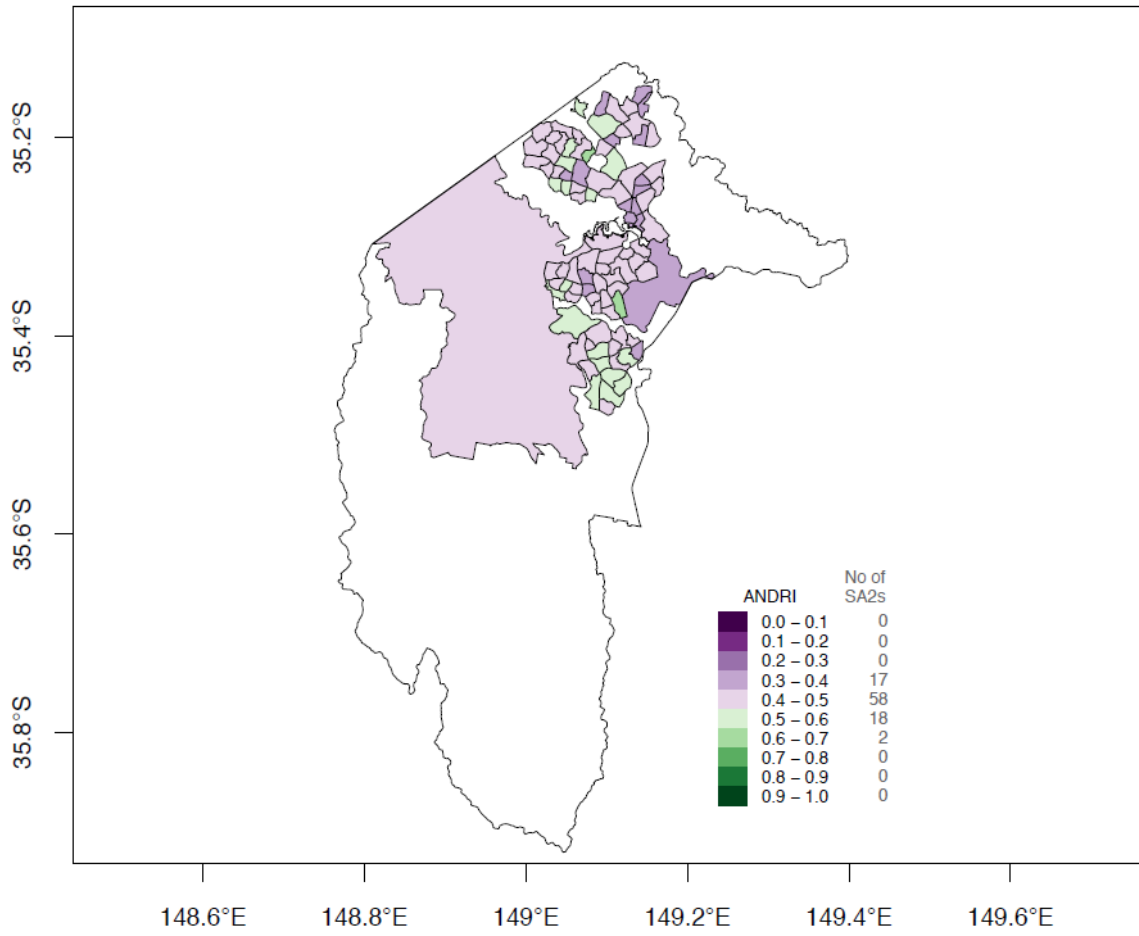 35.2°S
35.4°S
35.6°S
35.8°S
No of
ANDRI SA2s
0.0 – 0.1 0
0.1 – 0.2 0
0.2 – 0.3 0
0.3 – 0.4 17
0.4 – 0.5 58
0.5 – 0.6 18
0.6 – 0.7 2
0.7 – 0.8 0
0.8 – 0.9 0
0.9 – 1.0 0
148.6°E 148.8°E 149°E 149.2°E 149.4°E 149.6°E